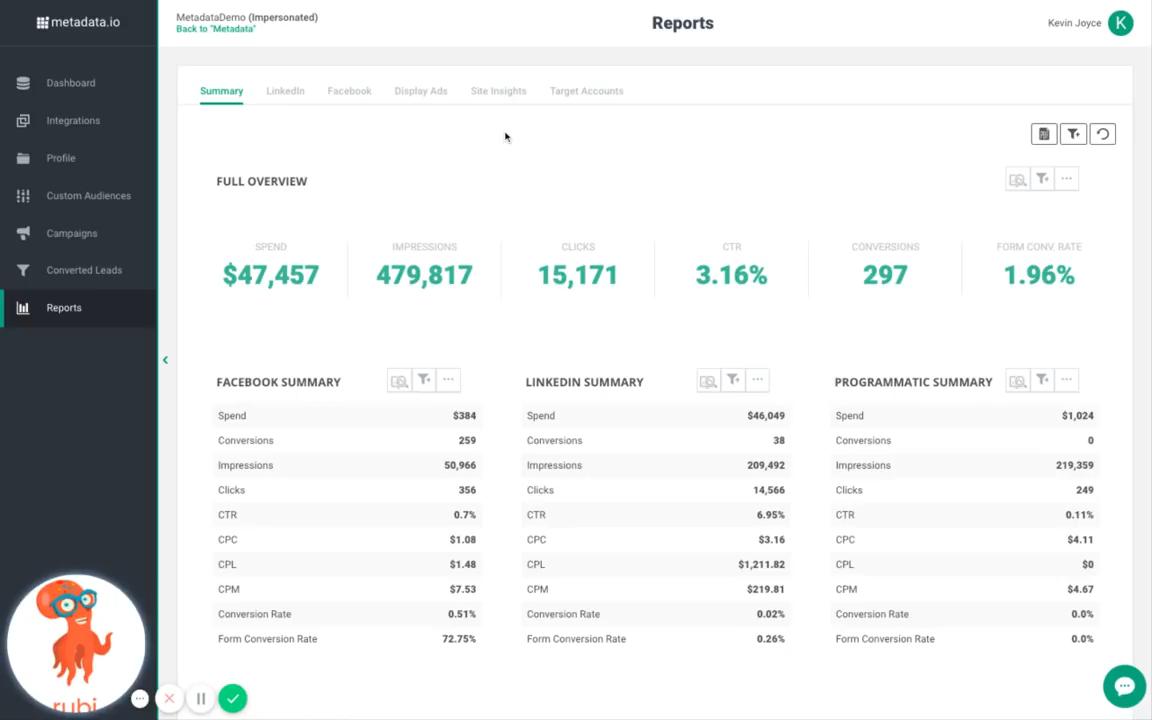 metadata.io
MetadataDemo (Impersonated)
Back to "Metadata"
Reports
Kevin Joyce
K
Dashboard
Integrations
Profile
Custom Audiences
Campaigns
Converted Leads
Reports
Summary
LinkedIn
Facebook
Display Ads
Site Insights
Target Accounts
FULL OVERVIEW
SPEND
$47,457
IMPRESSIONS
479,817
CLICKS
15,171
CTR
3.16%
CONVERSIONS
297
FORM CONV. RATE
1.96%
FACEBOOK SUMMARY
Spend $384
Conversions 259
Impressions 50,966
Clicks 356
CTR 0.7%
CPC $1.08
CPL $1.48
CPM $7.53
Conversion Rate 0.51%
Form Conversion Rate 72.75%
LINKEDIN SUMMARY
Spend $46,049
Conversions 38
Impressions 209,492
Clicks 14,566
CTR 6.95%
CPC $3.16
CPL $1,211.82
CPM $219.81
Conversion Rate 0.02%
Form Conversion Rate 0.26%
PROGRAMMATIC SUMMARY
Spend $1,024
Conversions 0
Impressions 219,359
Clicks 249
CTR 0.11%
CPC $4.11
CPL $0
CPM $4.67
Conversion Rate 0.0%
Form Conversion Rate 0.0%
rubi